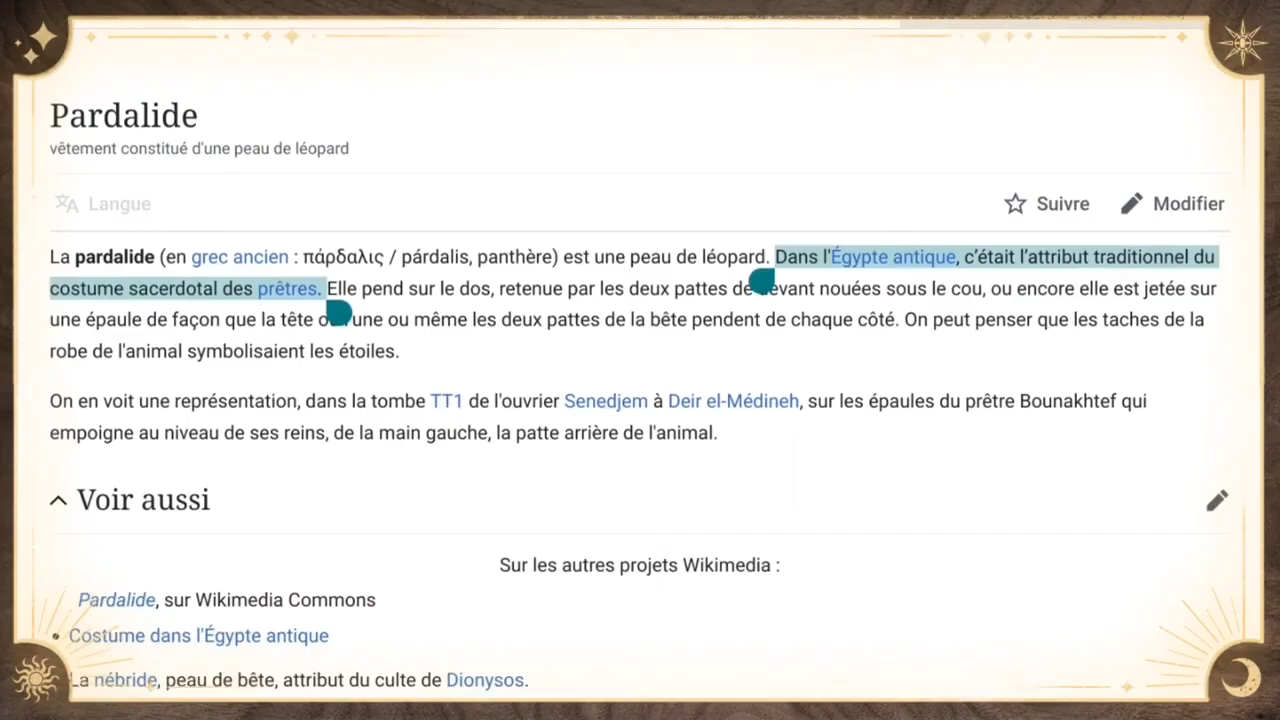 Pardalide
vêtement constitué d'une peau de léopard
Langue
Suivre
Modifier
La pardalide (en grec ancien : πάρδαλις / párdalis, panthère) est une peau de léopard. Dans l'Égypte antique, c’était l’attribut traditionnel du
costume sacerdotal des prêtres. Elle pend sur le dos, retenue par les deux pattes de devant nouées sous le cou, ou encore elle est jetée sur
une épaule de façon que la tête ou l'une ou même les deux pattes de la bête pendent de chaque côté. On peut penser que les taches de la
robe de l'animal symbolisaient les étoiles.
On en voit une représentation, dans la tombe TT1 de l'ouvrier Senedjem à Deir el-Médineh, sur les épaules du prêtre Bounakhtef qui
empoigne au niveau de ses reins, de la main gauche, la patte arrière de l'animal.
Voir aussi
Sur les autres projets Wikimedia :
Pardalide, sur Wikimedia Commons
• Costume dans l'Égypte antique
La nébride, peau de bête, attribut du culte de Dionysos.